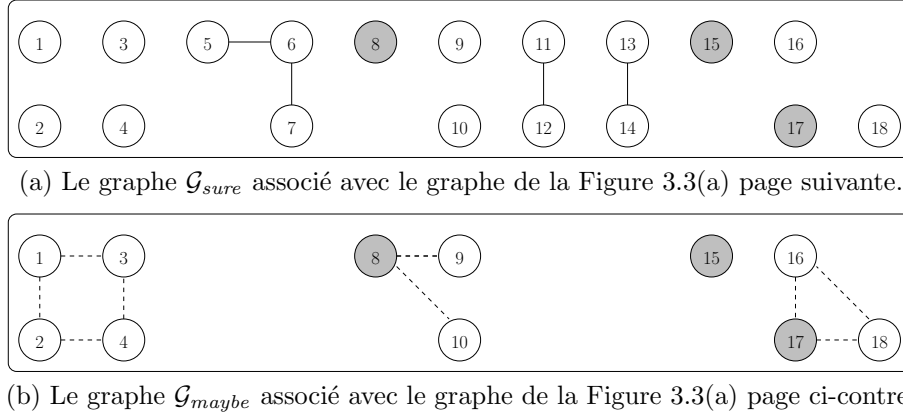 1 3 5 6 8 9 11 13 15 16
2 4 7 10 12 14 17 18
(a) Le graphe 𝒢sure associé avec le graphe de la Figure 3.3(a) page suivante.
1 3 8 9 15 16
2 4 10 17 18
(b) Le graphe 𝒢maybe associé avec le graphe de la Figure 3.3(a) page ci-contre